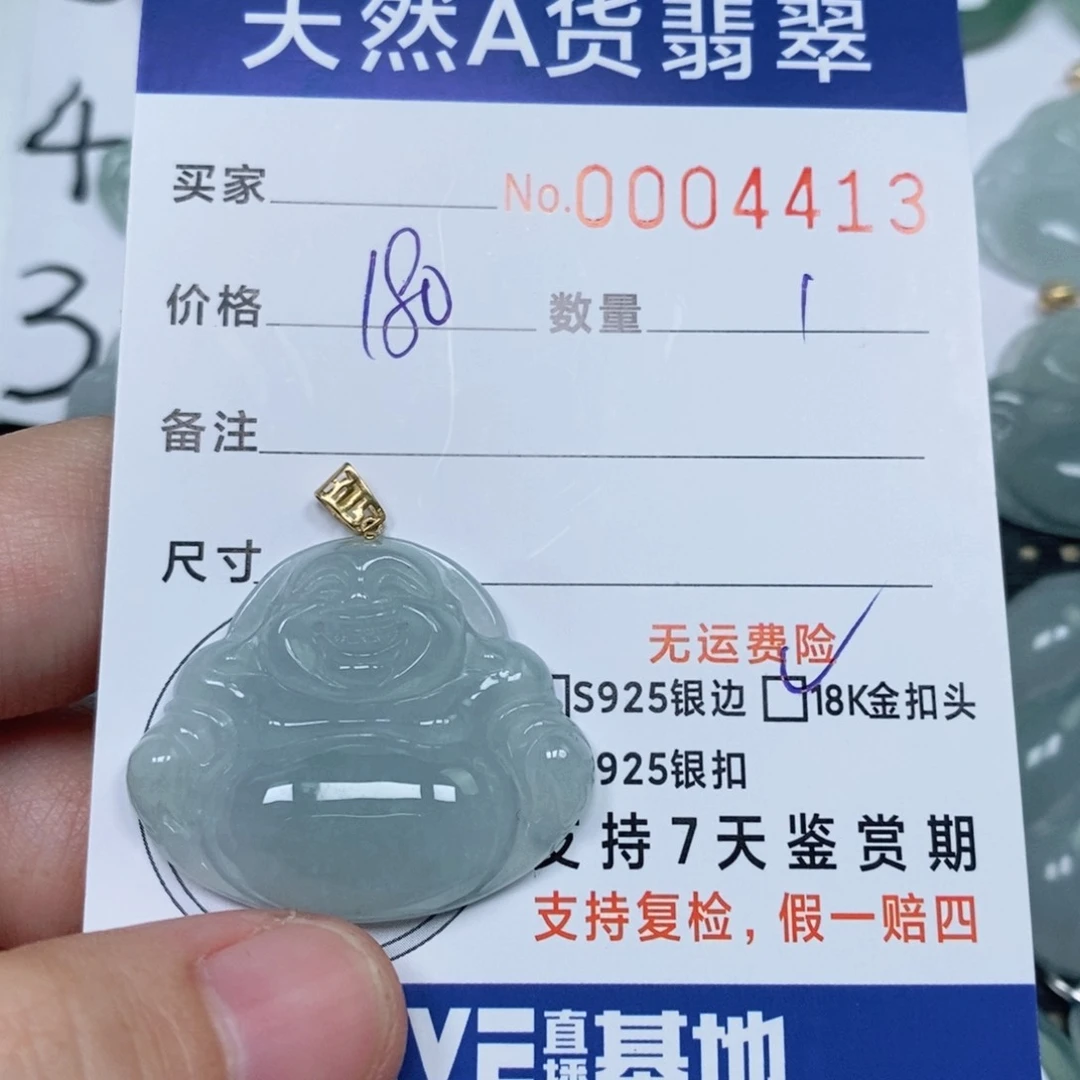 天然A货翡翠
4
3
买家 No.0004413
价格 180 数量 1
备注
尺寸
无运费险
S925银边 18K金扣头
925银扣
支持7天鉴赏期
支持复检，假一赔四
VE直播基地